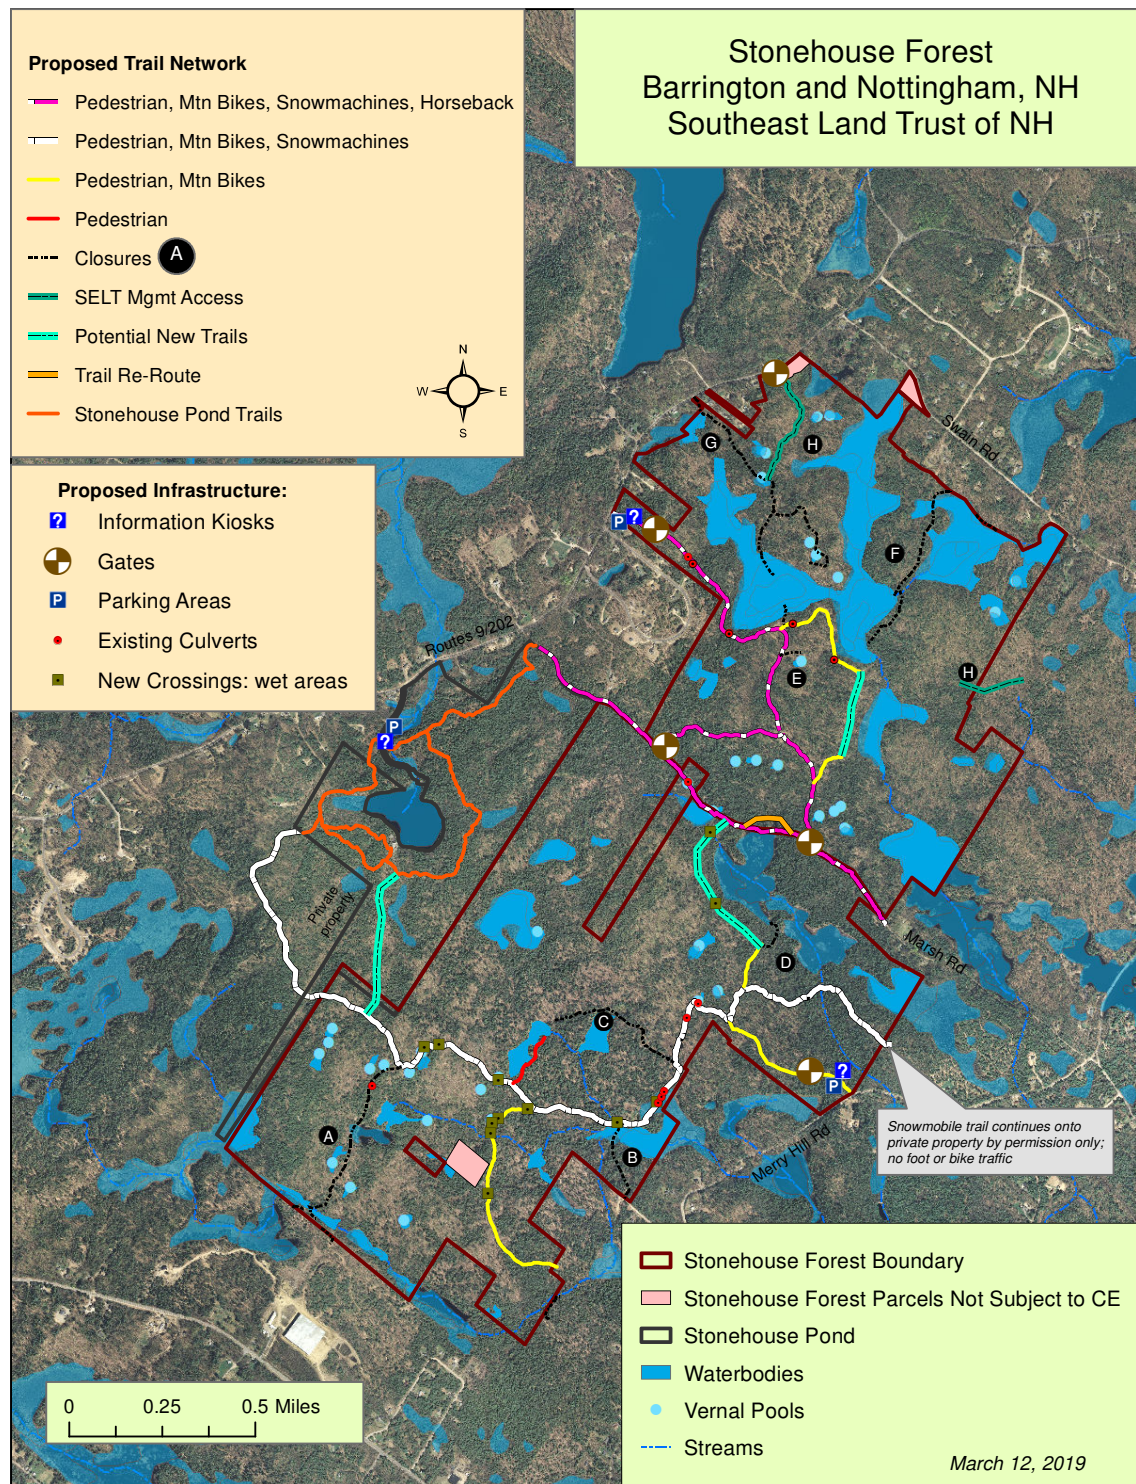 Stonehouse Forest
Barrington and Nottingham, NH
Southeast Land Trust of NH
Proposed Trail Network
Pedestrian, Mtn Bikes, Snowmachines, Horseback
Pedestrian, Mtn Bikes, Snowmachines
Pedestrian, Mtn Bikes
Pedestrian
Closures A
SELT Mgmt Access
Potential New Trails
Trail Re-Route
Stonehouse Pond Trails
N
W E
S
Proposed Infrastructure:
? Information Kiosks
Gates
P Parking Areas
Existing Culverts
New Crossings: wet areas
Swain Rd
G
H
P ?
F
Routes 9/202
E
H
P
?
Private
property
Marsh Rd
D
C
?
P
A
B
Merry Hill Rd
Snowmobile trail continues onto
private property by permission only;
no foot or bike traffic
Stonehouse Forest Boundary
Stonehouse Forest Parcels Not Subject to CE
Stonehouse Pond
Waterbodies
Vernal Pools
Streams
0 0.25 0.5 Miles
March 12, 2019